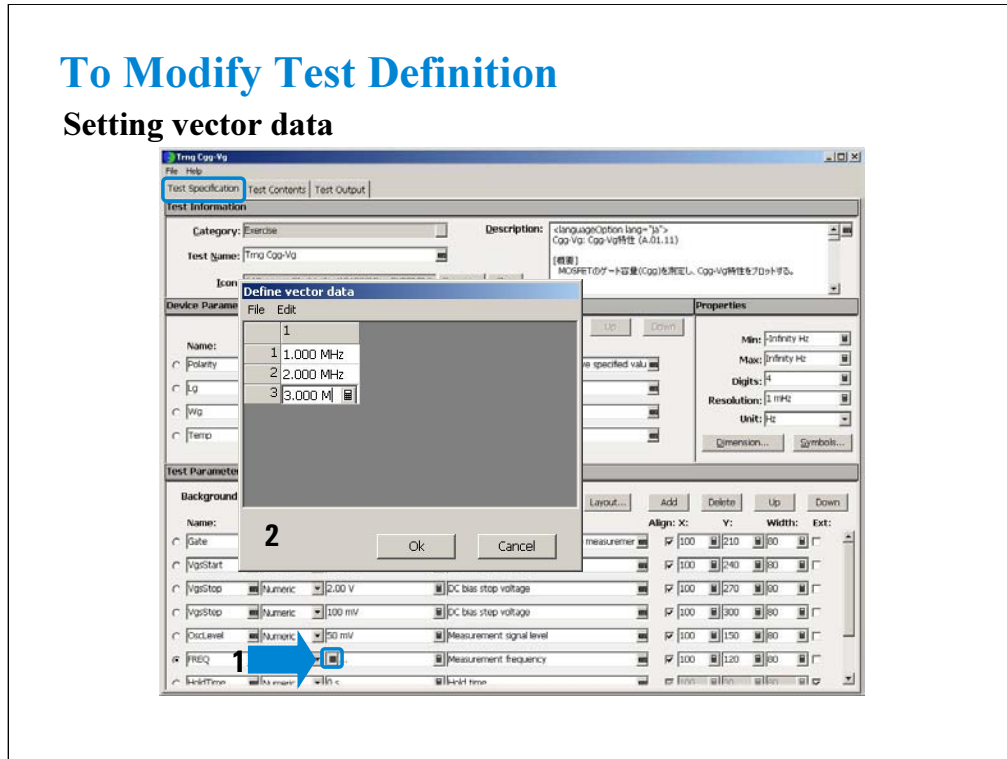 To Modify Test Definition
Setting vector data
Trng Cgg-Vg
File Help
Test Specification Test Contents Test Output
Test Information
Category: Exercise
Description: <languageOption lang="ja">
Cgg-Vg: Cgg-Vg特性 (A.01.11)
[概要]
MOSFETのゲート容量(Cgg)を測定し、Cgg-Vg特性をプロットする。
Test Name: Trng Cgg-Vg
Icon
Define vector data
File Edit
1
1 1.000 MHz
2 2.000 MHz
3 3.000 M
2
Ok Cancel
Device Parame
Up Down
Name:
Polarity
ve specified valu
Lg
Wg
Temp
Properties
Min: -Infinity Hz
Max: Infinity Hz
Digits: 4
Resolution: 1 mHz
Unit: Hz
Dimension... Symbols...
Test Paramete
Background
Layout... Add Delete Up Down
Name: Align: X: Y: Width: Ext:
Gate measuremer 100 210 80
VgsStart 100 240 80
VgsStop Numeric 2.00 V DC bias stop voltage 100 270 80
VgsStep Numeric 100 mV DC bias step voltage 100 300 80
OscLevel Numeric 50 mV Measurement signal level 100 150 80
FREQ 1 .. Measurement frequency 100 120 80
HoldTime Numeric 0 s Hold time 100